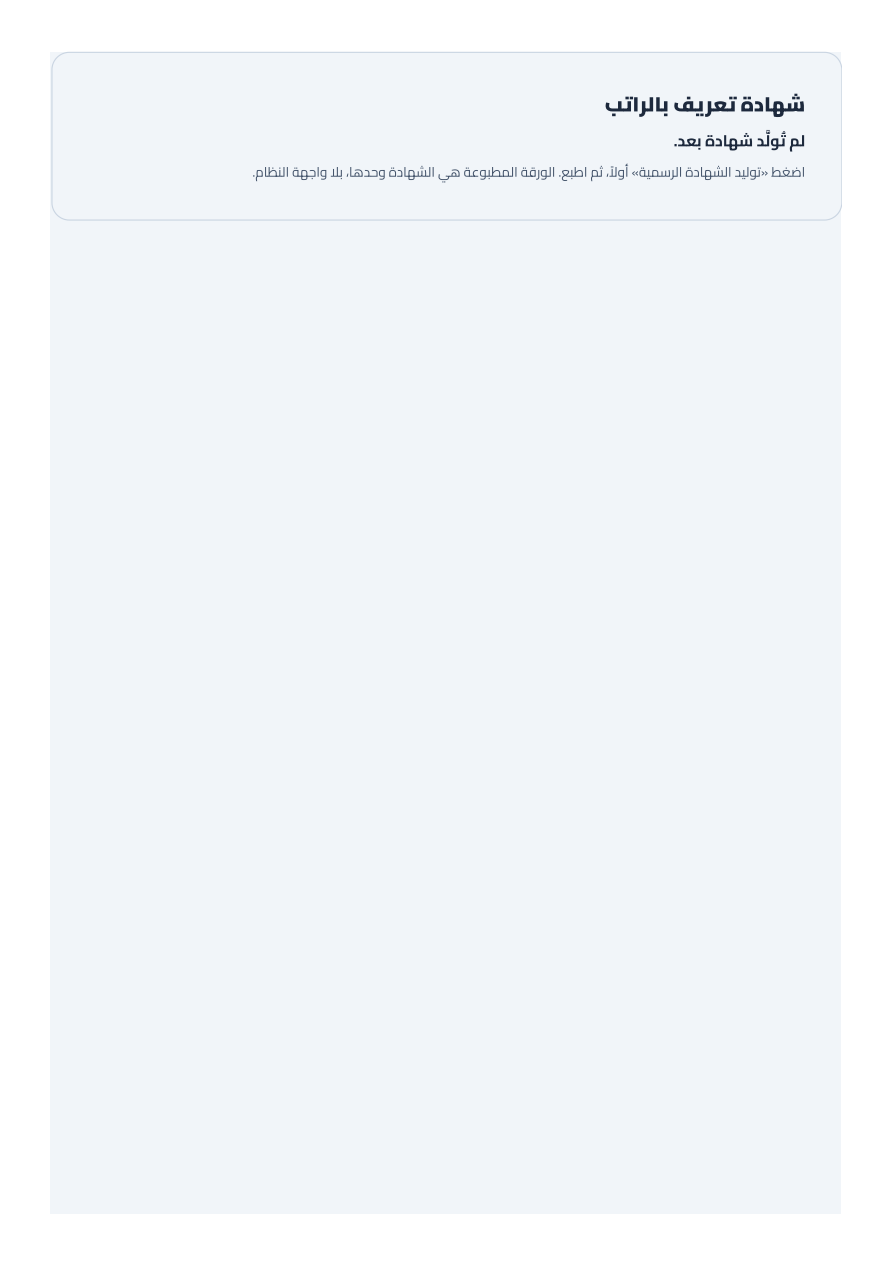 شهادة تعريف بالراتب
لم تُولَّد شهادة بعد.
اضغط «توليد الشهادة الرسمية» أولاً، ثم اطبع. الورقة المطبوعة هي الشهادة وحدها، بلا واجهة النظام.